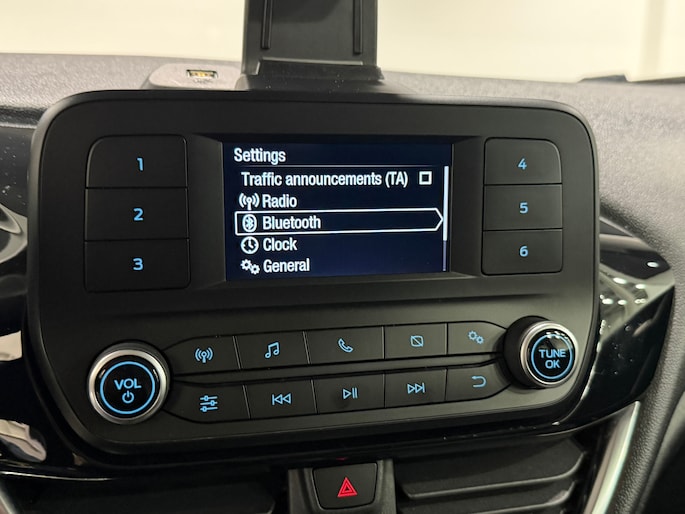 Settings
Traffic announcements (TA)
Radio
Bluetooth
Clock
General
1
2
3
4
5
6
VOL
TUNE
OK